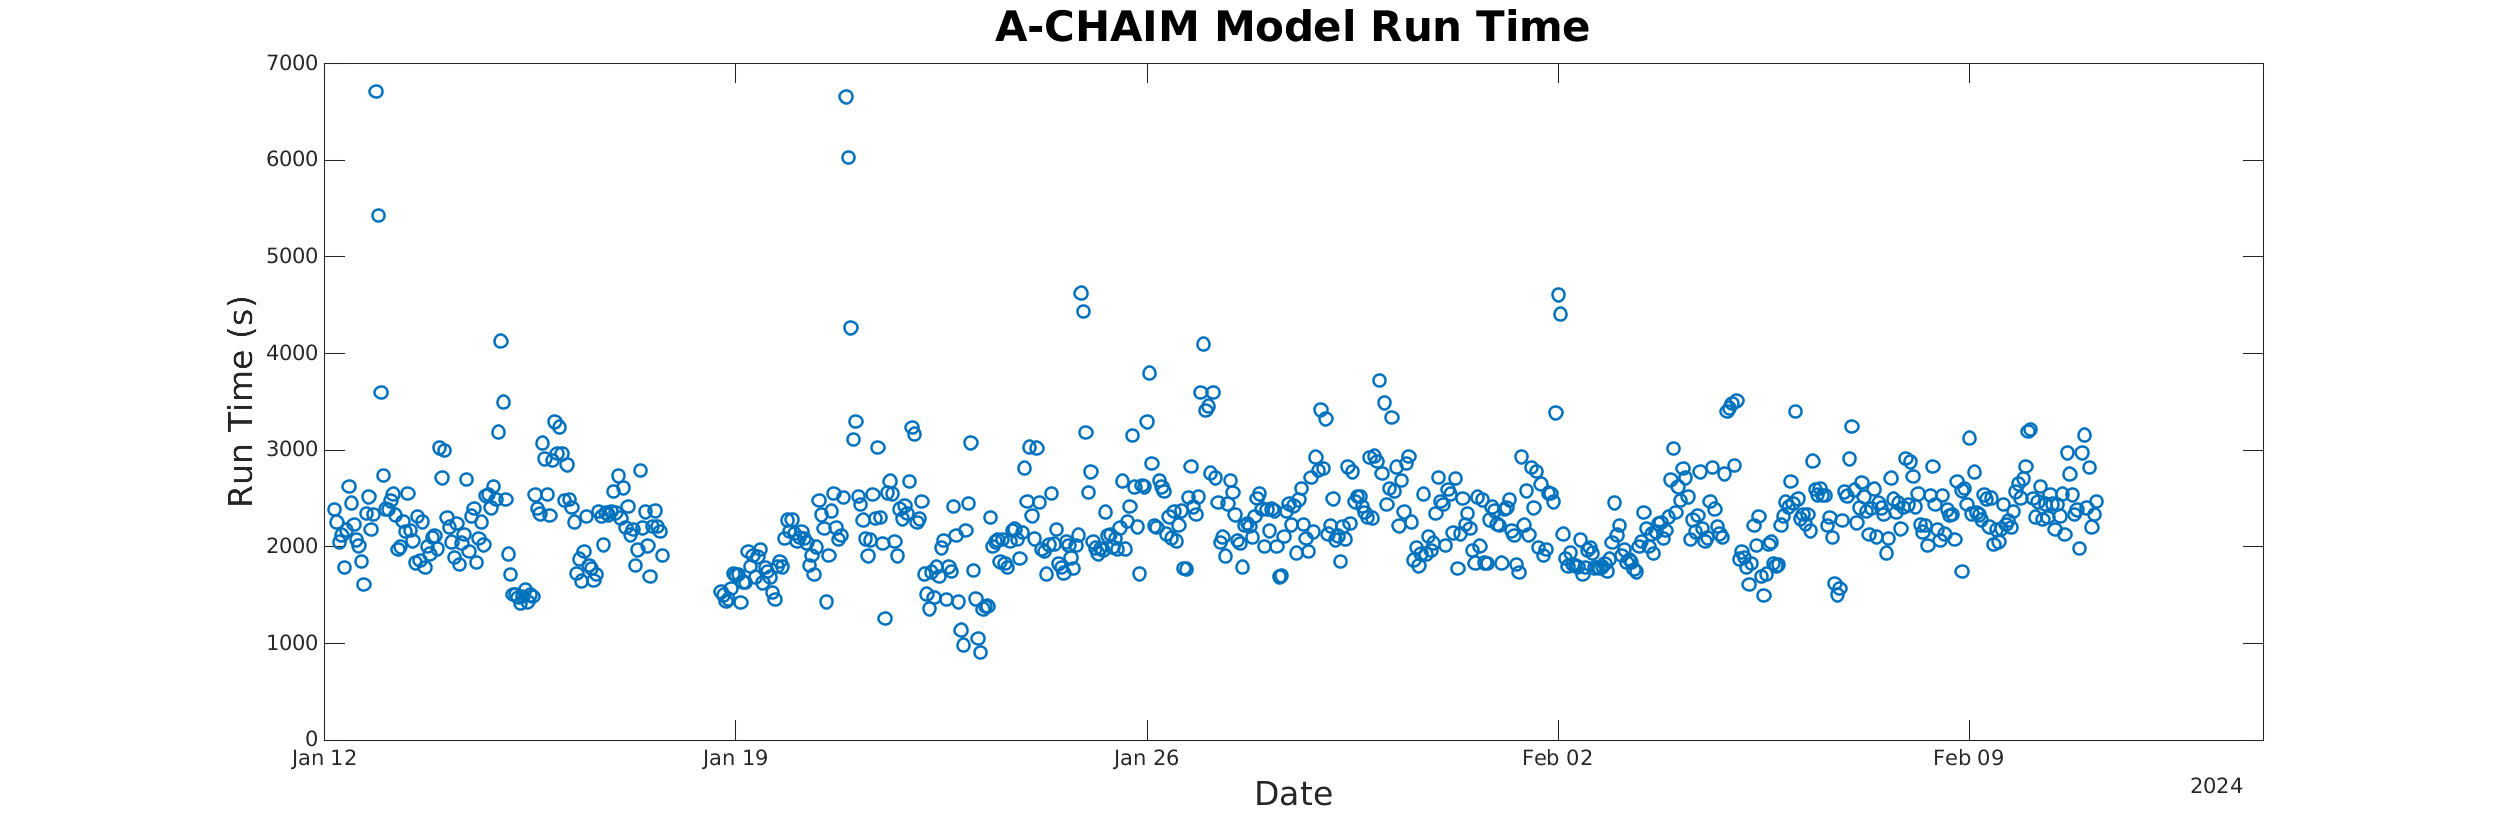 A-CHAIM Model Run Time
7000
6000
5000
4000
3000
2000
1000
0
Run Time (s)
Jan 12
Jan 19
Jan 26
Feb 02
Feb 09
Date
2024